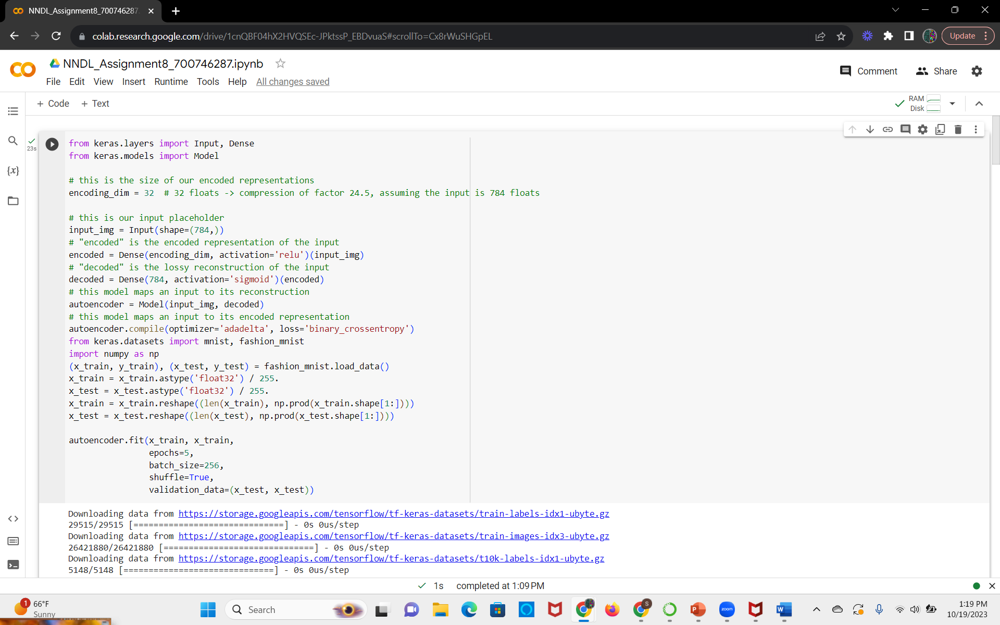 NNDL_Assignment8_700746287.
colab.research.google.com/drive/1cnQBF04hX2HVQSEc-JPktssP_EBDvuaS#scrollTo=Cx8rWuSHGpEL
Update
NNDL_Assignment8_700746287.ipynb
Comment
Share
File Edit View Insert Runtime Tools Help All changes saved
+ Code + Text
RAM
Disk
23s
from keras.layers import Input, Dense
from keras.models import Model
# this is the size of our encoded representations
encoding_dim = 32  # 32 floats -> compression of factor 24.5, assuming the input is 784 floats
# this is our input placeholder
input_img = Input(shape=(784,))
# "encoded" is the encoded representation of the input
encoded = Dense(encoding_dim, activation='relu')(input_img)
# "decoded" is the lossy reconstruction of the input
decoded = Dense(784, activation='sigmoid')(encoded)
# this model maps an input to its reconstruction
autoencoder = Model(input_img, decoded)
# this model maps an input to its encoded representation
autoencoder.compile(optimizer='adadelta', loss='binary_crossentropy')
from keras.datasets import mnist, fashion_mnist
import numpy as np
(x_train, y_train), (x_test, y_test) = fashion_mnist.load_data()
x_train = x_train.astype('float32') / 255.
x_test = x_test.astype('float32') / 255.
x_train = x_train.reshape((len(x_train), np.prod(x_train.shape[1:])))
x_test = x_test.reshape((len(x_test), np.prod(x_test.shape[1:])))
autoencoder.fit(x_train, x_train,
epochs=5,
batch_size=256,
shuffle=True,
validation_data=(x_test, x_test))
Downloading data from https://storage.googleapis.com/tensorflow/tf-keras-datasets/train-labels-idx1-ubyte.gz
29515/29515 [==============================] - 0s 0us/step
Downloading data from https://storage.googleapis.com/tensorflow/tf-keras-datasets/train-images-idx3-ubyte.gz
26421880/26421880 [==============================] - 0s 0us/step
Downloading data from https://storage.googleapis.com/tensorflow/tf-keras-datasets/t10k-labels-idx1-ubyte.gz
5148/5148 [==============================] - 0s 0us/step
1s completed at 1:09 PM
1
66°F
Sunny
Search
S
P
zoom
W
1:19 PM
10/19/2023